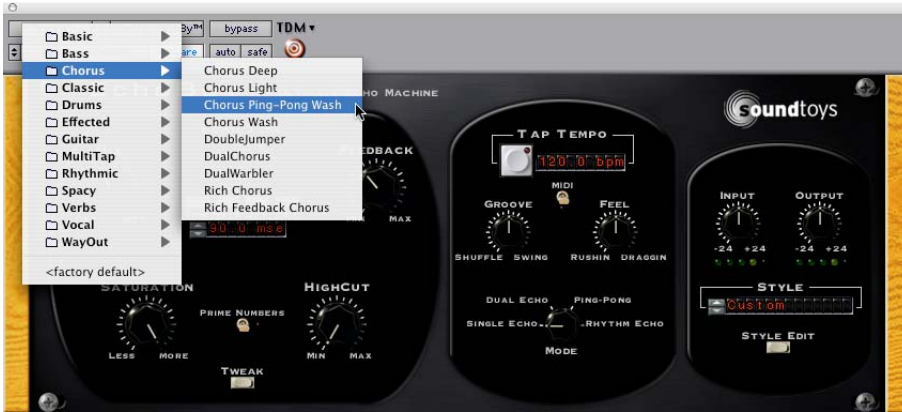 By™ bypass TDM
auto safe
Basic
Bass
Chorus
Classic
Drums
Effected
Guitar
MultiTap
Rhythmic
Spacy
Verbs
Vocal
WayOut
<factory default>
Chorus Deep
Chorus Light
Chorus Ping-Pong Wash
Chorus Wash
DoubleJumper
DualChorus
DualWarbler
Rich Chorus
Rich Feedback Chorus
MACHINE
MAX
90.0 mse
SATURATION
LESS MORE
PRIME NUMBERS
HIGHCUT
MIN MAX
TWEAK
TAP TEMPO
120.0 bpm
MIDI
GROOVE
SHUFFLE SWING
FEEL
RUSHIN DRAGGIN
DUAL ECHO PING-PONG
SINGLE ECHO RHYTHM ECHO
MODE
soundtoys
INPUT OUTPUT
-24 +24 -24 +24
STYLE
Custom
STYLE EDIT